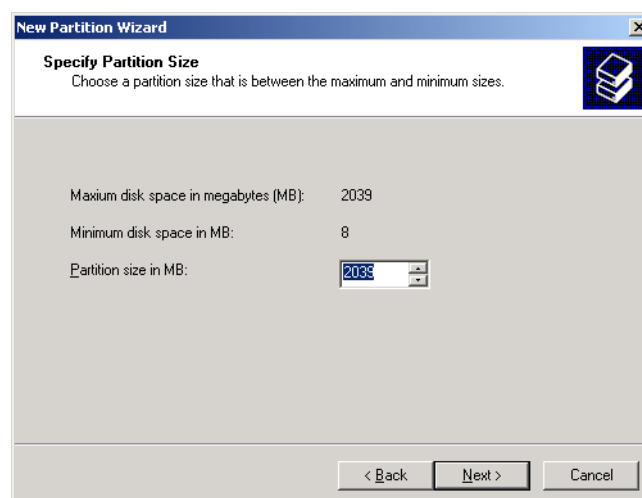 New Partition Wizard
Specify Partition Size
Choose a partition size that is between the maximum and minimum sizes.
Maxium disk space in megabytes (MB): 2039
Minimum disk space in MB: 8
Partition size in MB: 2039
< Back Next > Cancel